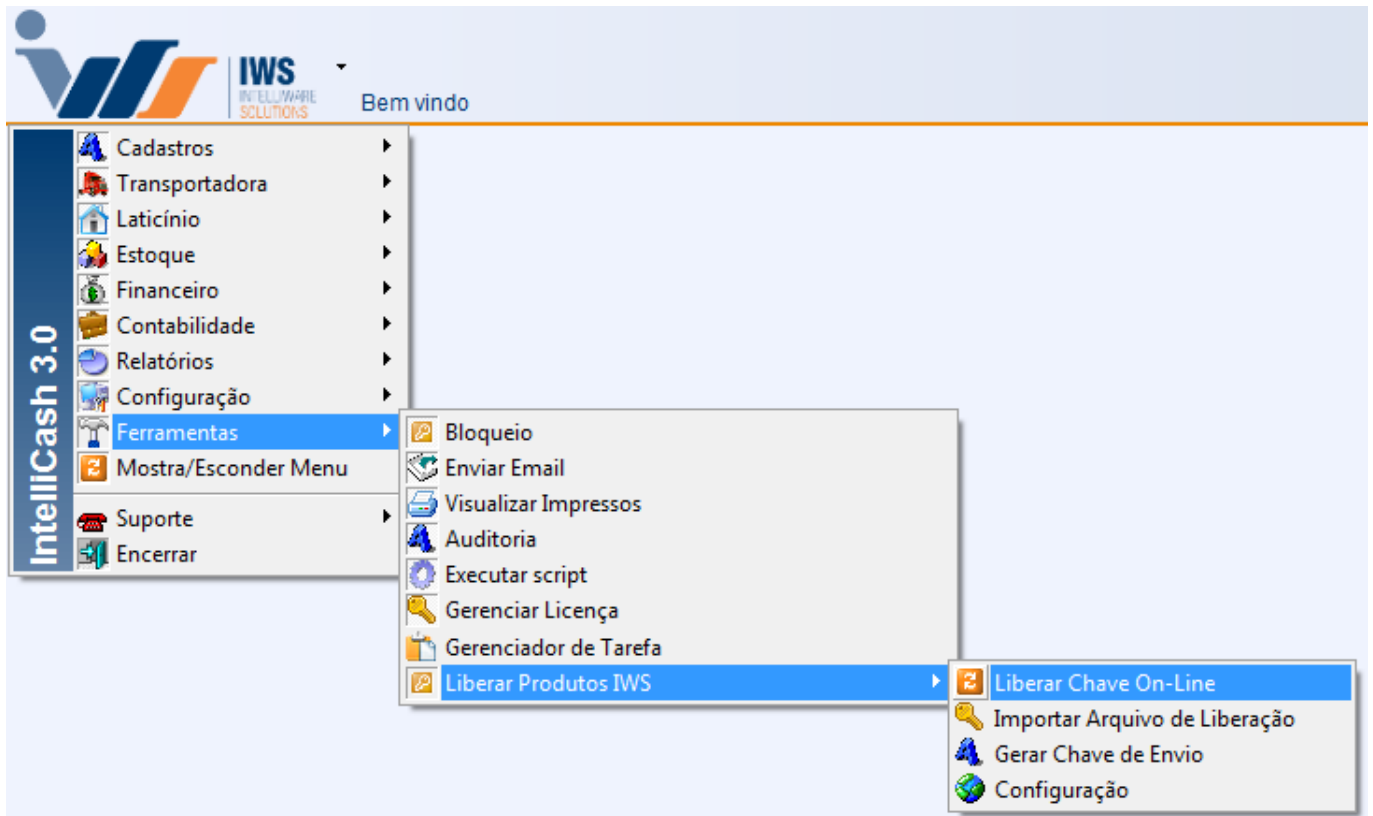 IWS
INTELLIWARE
SOLUTIONS
Bem vindo
IntelliCash 3.0
Cadastros
Transportadora
Laticínio
Estoque
Financeiro
Contabilidade
Relatórios
Configuração
Ferramentas
Mostra/Esconder Menu
Suporte
Encerrar
Bloqueio
Enviar Email
Visualizar Impressos
Auditoria
Executar script
Gerenciar Licença
Gerenciador de Tarefa
Liberar Produtos IWS
Liberar Chave On-Line
Importar Arquivo de Liberação
Gerar Chave de Envio
Configuração